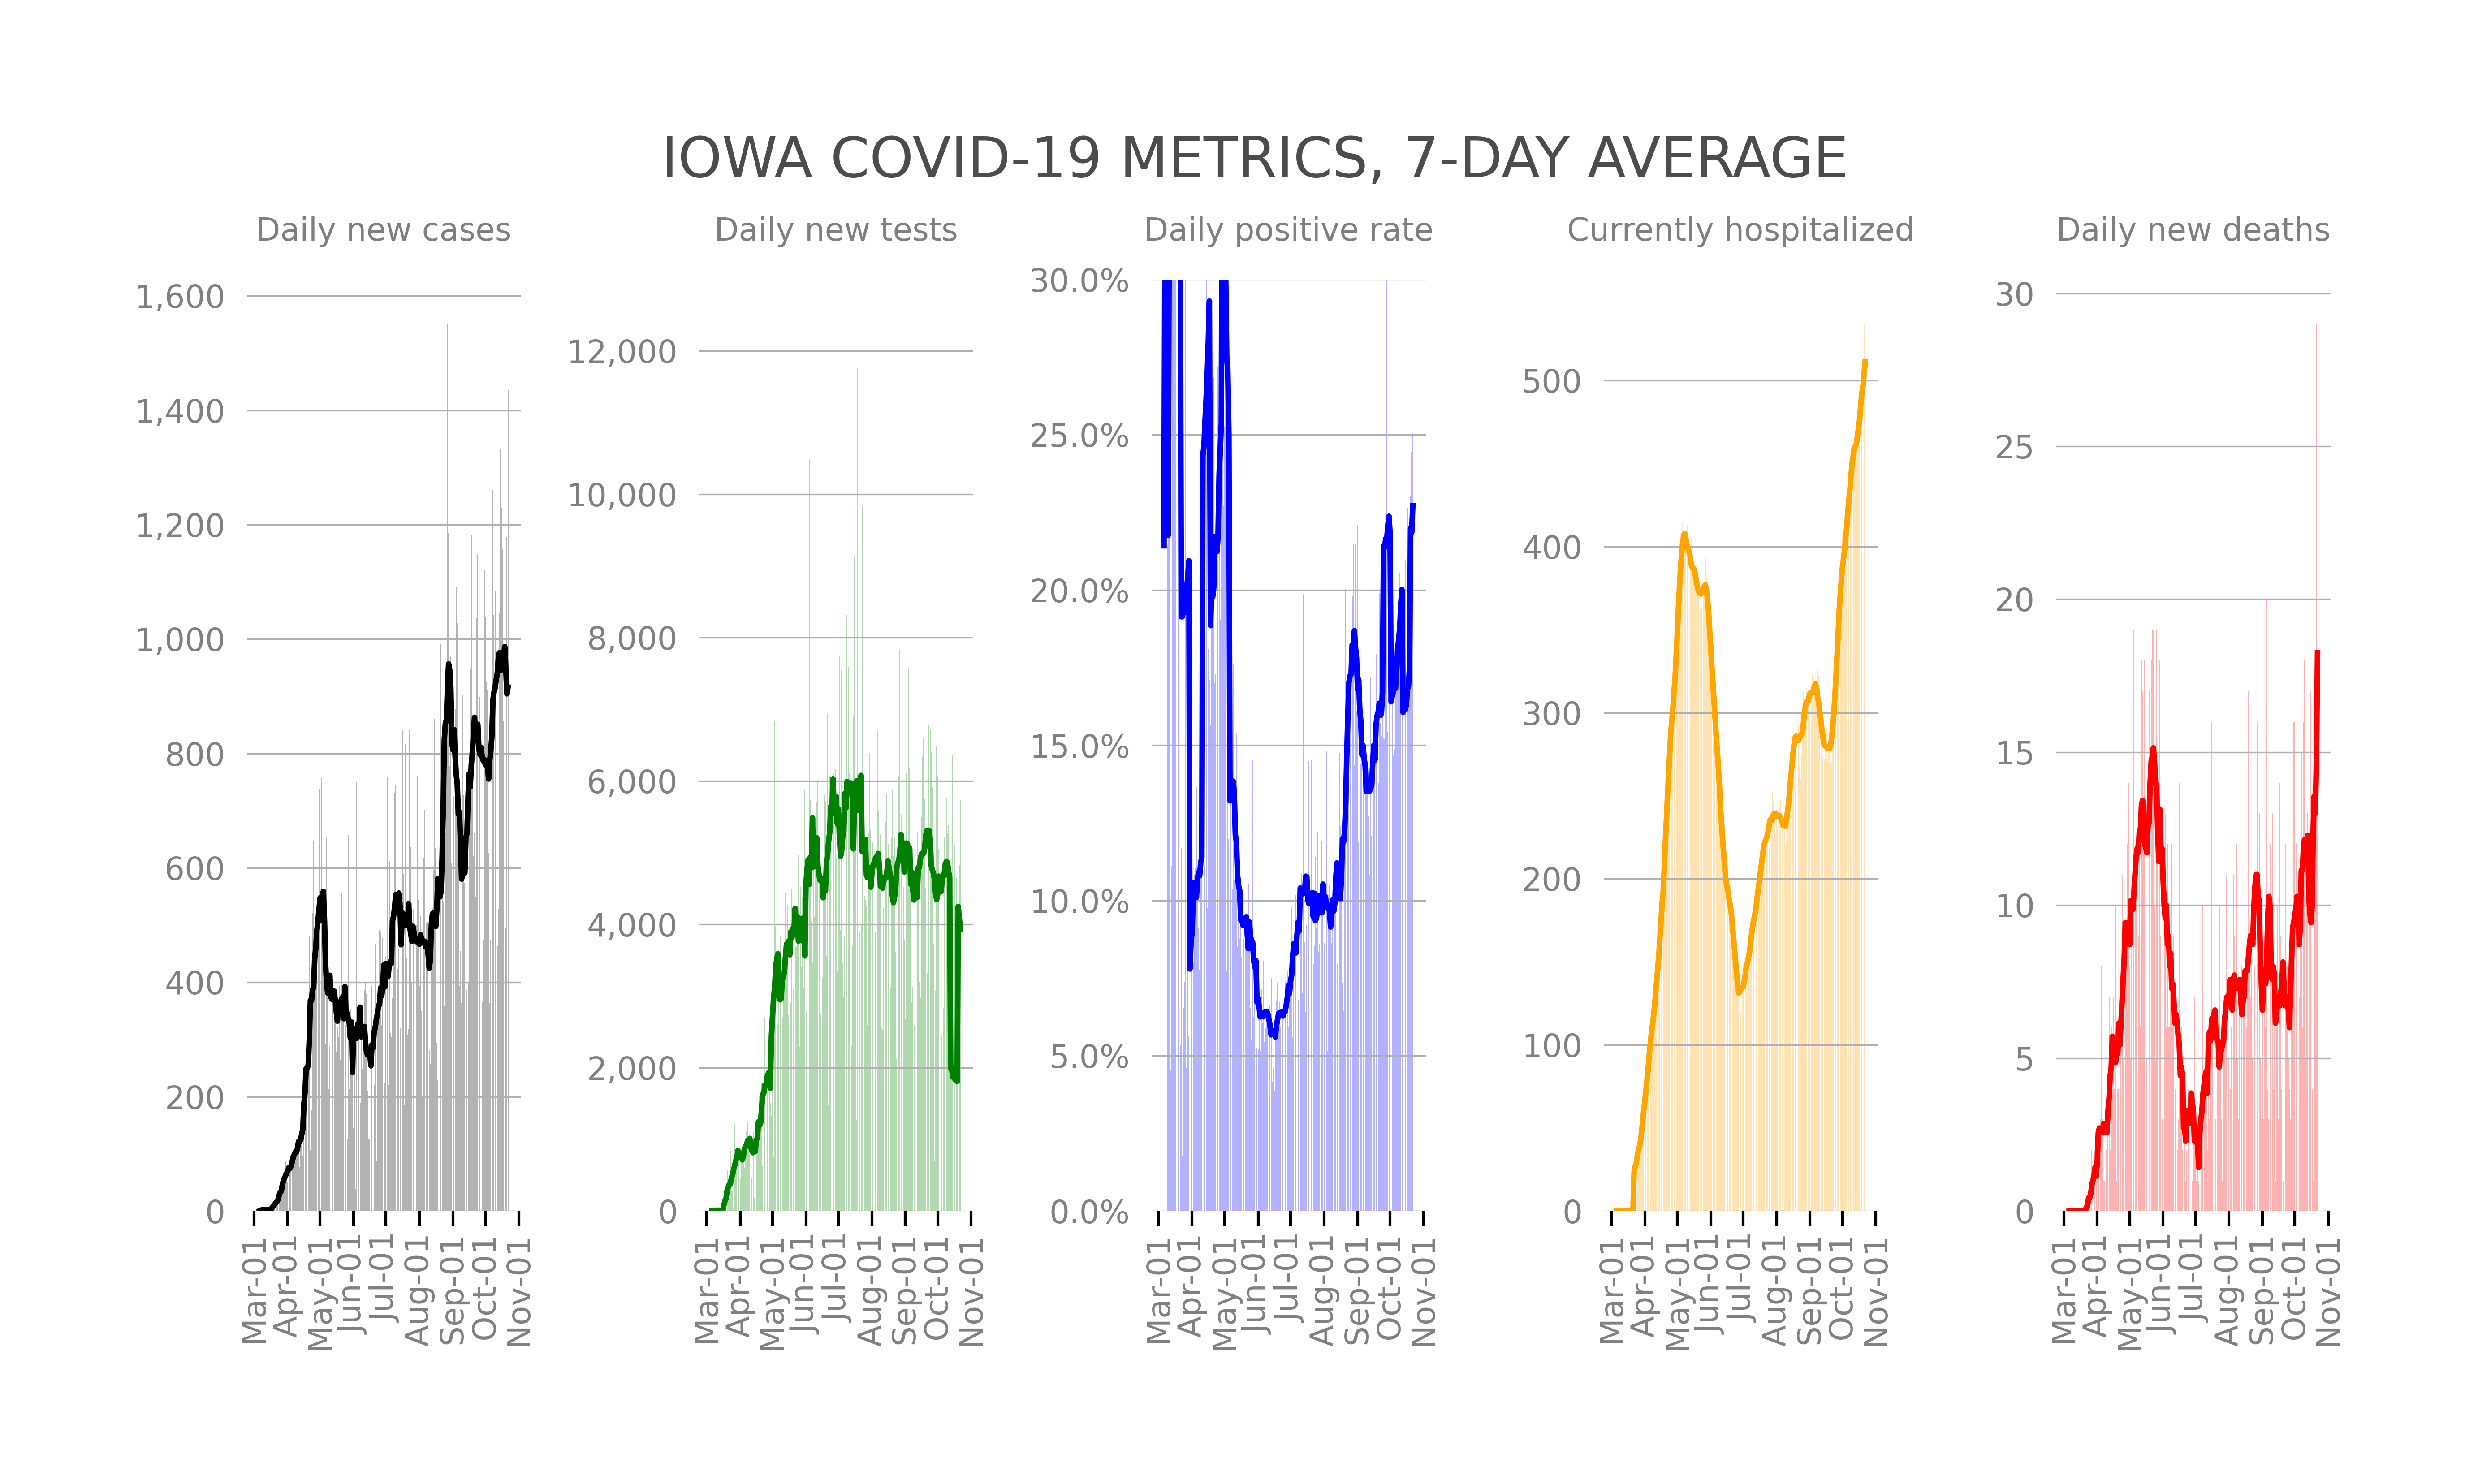 IOWA COVID-19 METRICS, 7-DAY AVERAGE
Daily new cases
1,600
1,400
1,200
1,000
800
600
400
200
0
Mar-01
Apr-01
May-01
Jun-01
Jul-01
Aug-01
Sep-01
Oct-01
Nov-01
Daily new tests
12,000
10,000
8,000
6,000
4,000
2,000
0
Mar-01
Apr-01
May-01
Jun-01
Jul-01
Aug-01
Sep-01
Oct-01
Nov-01
Daily positive rate
30.0%
25.0%
20.0%
15.0%
10.0%
5.0%
0.0%
Mar-01
Apr-01
May-01
Jun-01
Jul-01
Aug-01
Sep-01
Oct-01
Nov-01
Currently hospitalized
500
400
300
200
100
0
Mar-01
Apr-01
May-01
Jun-01
Jul-01
Aug-01
Sep-01
Oct-01
Nov-01
Daily new deaths
30
25
20
15
10
5
0
Mar-01
Apr-01
May-01
Jun-01
Jul-01
Aug-01
Sep-01
Oct-01
Nov-01